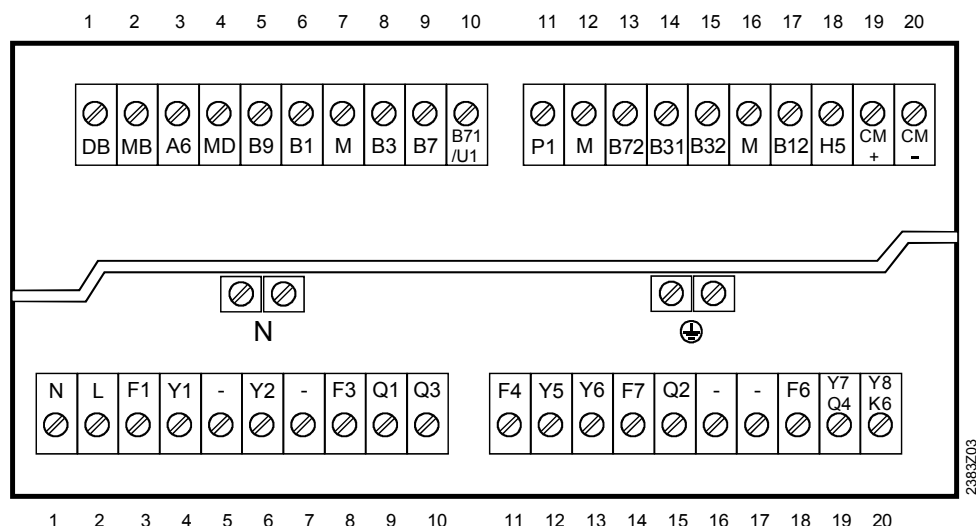 1 2 3 4 5 6 7 8 9 10 11 12 13 14 15 16 17 18 19 20
DB MB A6 MD B9 B1 M B3 B7 B71 /U1 P1 M B72 B31 B32 M B12 H5 CM + CM -
N
N L F1 Y1 - Y2 - F3 Q1 Q3 F4 Y5 Y6 F7 Q2 - - F6 Y7 Q4 Y8 K6
1 2 3 4 5 6 7 8 9 10 11 12 13 14 15 16 17 18 19 20
2383Z03